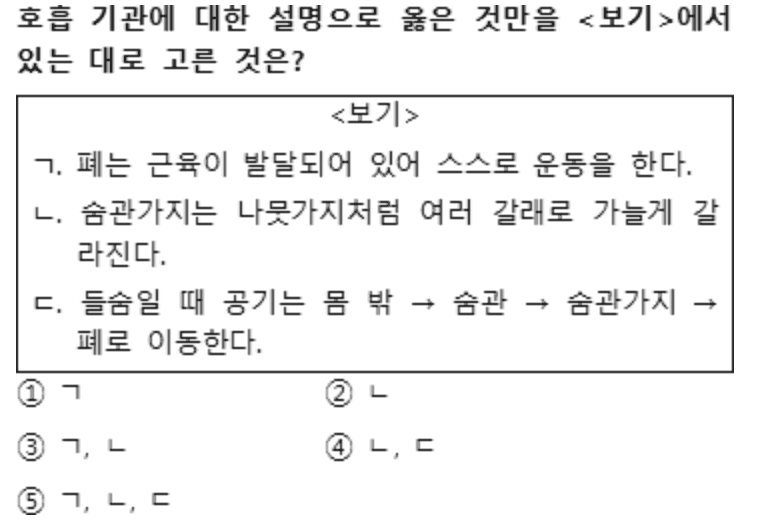 호흡 기관에 대한 설명으로 옳은 것만을 <보기>에서
있는 대로 고른 것은?
<보기>
ㄱ. 폐는 근육이 발달되어 있어 스스로 운동을 한다.
ㄴ. 숨관가지는 나뭇가지처럼 여러 갈래로 가늘게 갈
라진다.
ㄷ. 들숨일 때 공기는 몸 밖 → 숨관 → 숨관가지 →
폐로 이동한다.
① ㄱ ② ㄴ
③ ㄱ, ㄴ ④ ㄴ, ㄷ
⑤ ㄱ, ㄴ, ㄷ